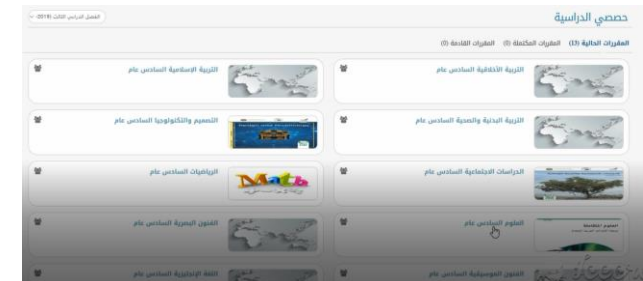 حصصي الدراسية
الفصل الدراسي الثالث (2019)
المقررات الحالية (13) المقررات المكتملة (0) المقررات القادمة (0)
التربية الأخلاقية السادس عام
التربية الإسلامية السادس عام
التربية البدنية والصحية السادس عام
التصميم والتكنولوجيا السادس عام
الدراسات الاجتماعية السادس عام
الرياضيات السادس عام
Math
العلوم السادس عام
الفنون البصرية السادس عام
الفنون الموسيقية السادس عام
اللغة الإنجليزية السادس عام